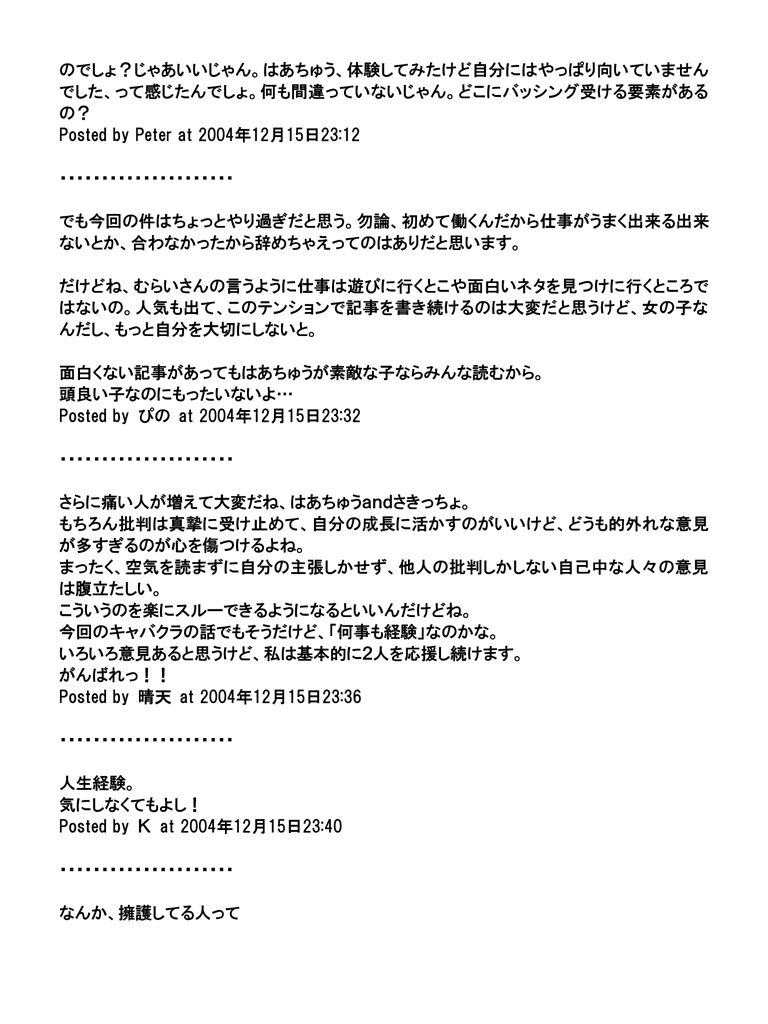 のでしょ？じゃあいいじゃん。はあちゅう、体験してみたけど自分にはやっぱり向いていません
でした、って感じたんでしょ。何も間違っていないじゃん。どこにバッシング受ける要素がある
の？
Posted by Peter at 2004年12月15日23:12
・・・・・・・・・・・・・・・・・・・・・
でも今回の件はちょっとやり過ぎだと思う。勿論、初めて働くんだから仕事がうまく出来る出来
ないとか、合わなかったから辞めちゃえってのはありだと思います。
だけどね、むらいさんの言うように仕事は遊びに行くとこや面白いネタを見つけに行くところで
はないの。人気も出て、このテンションで記事を書き続けるのは大変だと思うけど、女の子な
んだし、もっと自分を大切にしないと。
面白くない記事があってもはあちゅうが素敵な子ならみんな読むから。
頭良い子なのにもったいないよ…
Posted by ぴの at 2004年12月15日23:32
・・・・・・・・・・・・・・・・・・・・・
さらに痛い人が増えて大変だね、はあちゅうａｎｄさきっちょ。
もちろん批判は真摯に受け止めて、自分の成長に活かすのがいいけど、どうも的外れな意見
が多すぎるのが心を傷つけるよね。
まったく、空気を読まずに自分の主張しかせず、他人の批判しかしない自己中な人々の意見
は腹立たしい。
こういうのを楽にスルーできるようになるといいんだけどね。
今回のキャバクラの話でもそうだけど、「何事も経験」なのかな。
いろいろ意見あると思うけど、私は基本的に２人を応援し続けます。
がんばれっ！！
Posted by 晴天 at 2004年12月15日23:36
・・・・・・・・・・・・・・・・・・・・・
人生経験。
気にしなくてもよし！
Posted by Ｋ at 2004年12月15日23:40
・・・・・・・・・・・・・・・・・・・・・
なんか、擁護してる人って